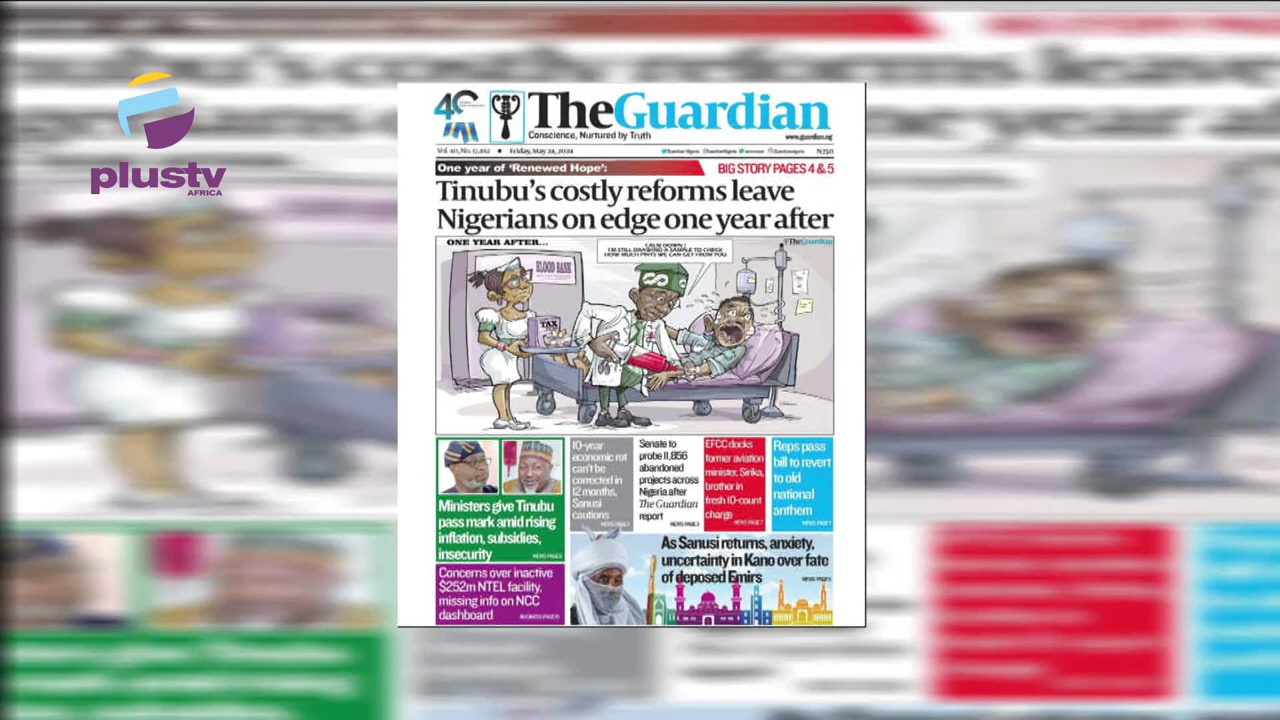 plustv
AFRICA
40
TheGuardian
Conscience, Nurtured by Truth
www.guardian.ng
Friday, May 24, 2024
N250
One year of 'Renewed Hope':
BIG STORY PAGES 4 & 5
Tinubu's costly reforms leave
Nigerians on edge one year after
ONE YEAR AFTER...
CALM DOWN!
I'M STILL DRAWING A SAMPLE TO CHECK
HOW MUCH PINTS WE CAN GET FROM YOU.
TheGuardian
BLOOD BANK
TAX
Ministers give Tinubu
pass mark amid rising
inflation, subsidies,
insecurity
10-year
economic rot
can't be
corrected in
12 months,
Sanusi
cautions
Senate to
probe 11,856
abandoned
projects across
Nigeria after
The Guardian
report
EFCC docks
former aviation
minister, Sirika,
brother in
fresh 10-count
charge
Reps pass
bill to revert
to old
national
anthem
Concerns over inactive
$252m NTEL facility,
missing info on NCC
dashboard
As Sanusi returns, anxiety,
uncertainty in Kano over fate
of deposed Emirs